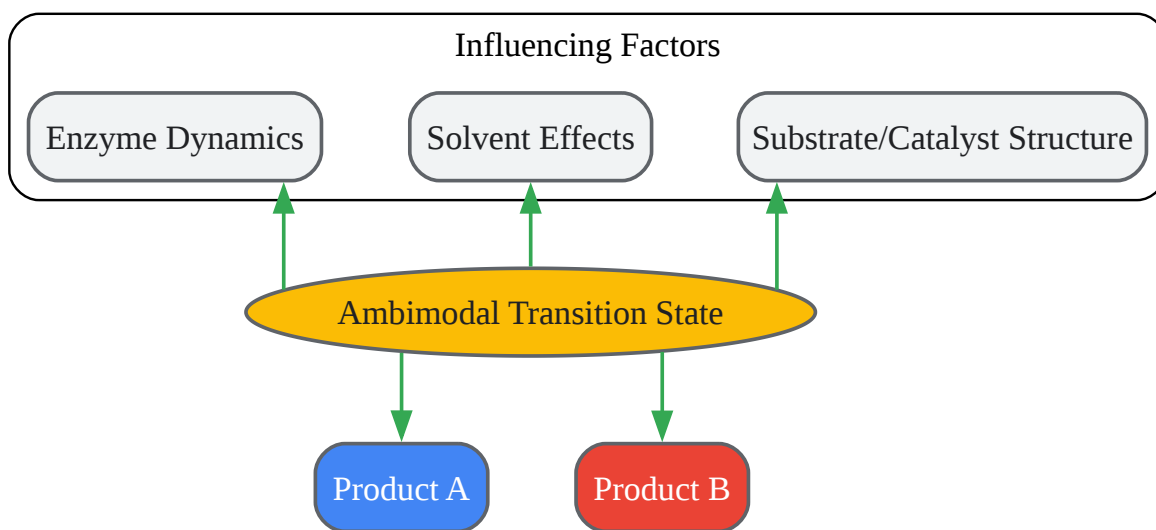 Influencing Factors
Enzyme Dynamics
Solvent Effects
Substrate/Catalyst Structure
Ambimodal Transition State
Product A
Product B